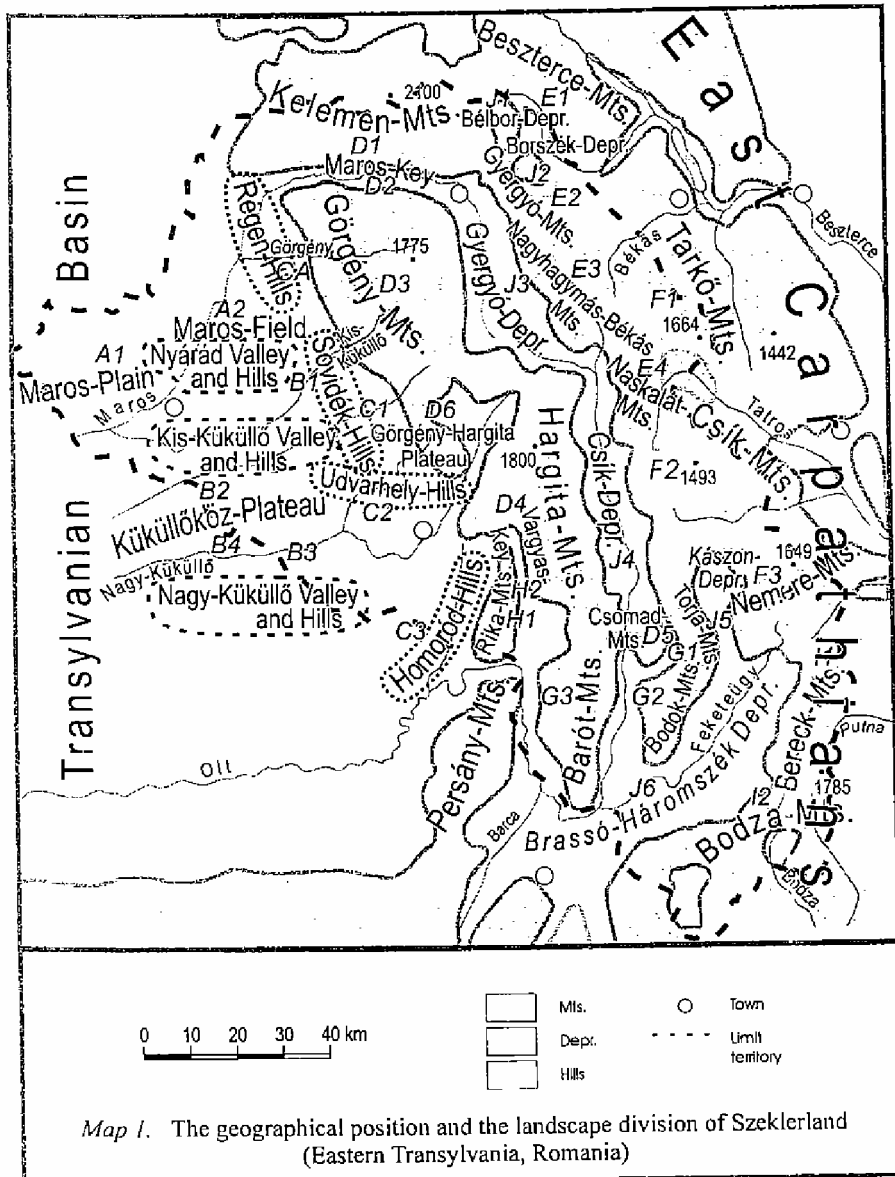 Eastern Carpathians
Transylvanian Basin
Beszterce-Mts.
Kelemen-Mts.
2100
J1
E1
Bélbor-Depr.
Borszék-Depr.
D1
Maros-Key
D2
J2
Gyergyó-Mts.
E2
Régen-Hills
Görgény
1775
Görgény-Mts.
Gyergyó-Depr.
Nagyhagymás-Békás Mts.
Békás
Beszterce
Tarkő-Mts.
A2
D3
J3
E3
F1
1664
1442
Maros-Field
A1
Nyárád Valley
and Hills
B1
Kis-
Küküllő
Maros-Plain
Maros
Sóvidék-Hills
C1
D6
Görgény-Hargita
Plateau
E4
Naskalát-Csík-Mts.
Mts.
Tatros
Kis-Küküllő Valley
and Hills
Hargita-Mts.
1800
Csík-Depr.
F2
1493
B2
Udvarhely-Hills
C2
Küküllőköz-Plateau
D4
Vargyas-Key
B4
B3
Nagy-Küküllő
J4
Kászon-
Depr.
1649
F3
Nemere-Mts.
Nagy-Küküllő Valley
and Hills
Homoród-Hills
C3
Rika-Mts.
H2
H1
Csomád
Mts.
D5
Torja-Mts.
J5
G1
G3
Barót-Mts.
G2
Bodok-Mts.
Feketeügy
Bereck-Mts.
Putna
Olt
Persány-Mts.
Barca
J6
Brassó-Háromszék Depr.
I2
1785
Bodza-Mts.
Bodza
0 10 20 30 40 km
Mts.
Depr.
Hills
Town
Limit
territory
Map 1. The geographical position and the landscape division of Szeklerland
(Eastern Transylvania, Romania)